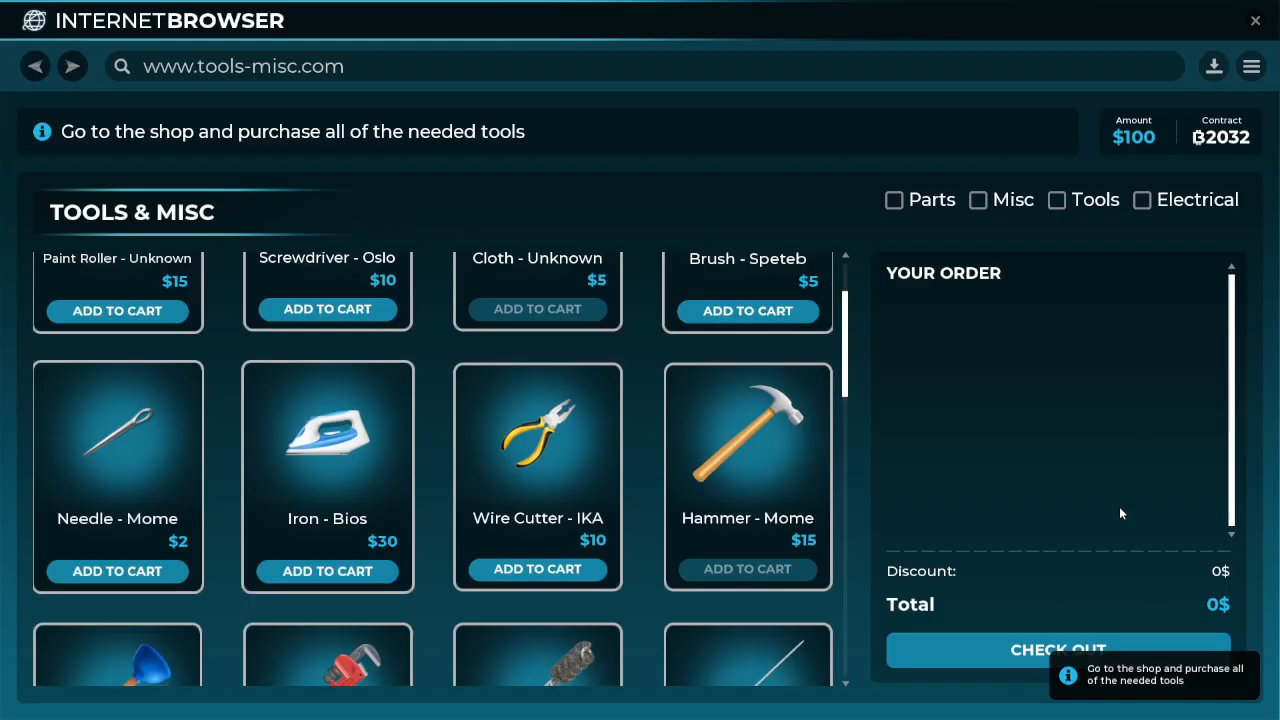 INTERNETBROWSER
www.tools-misc.com
Go to the shop and purchase all of the needed tools
Amount
$100
Contract
₿2032
TOOLS & MISC
Parts
Misc
Tools
Electrical
Paint Roller - Unknown
$15
ADD TO CART
Screwdriver - Oslo
$10
ADD TO CART
Cloth - Unknown
$5
ADD TO CART
Brush - Speteb
$5
ADD TO CART
Needle - Mome
$2
ADD TO CART
Iron - Bios
$30
ADD TO CART
Wire Cutter - IKA
$10
ADD TO CART
Hammer - Mome
$15
ADD TO CART
YOUR ORDER
Discount: 0$
Total 0$
CHECK OUT
Go to the shop and purchase all
of the needed tools